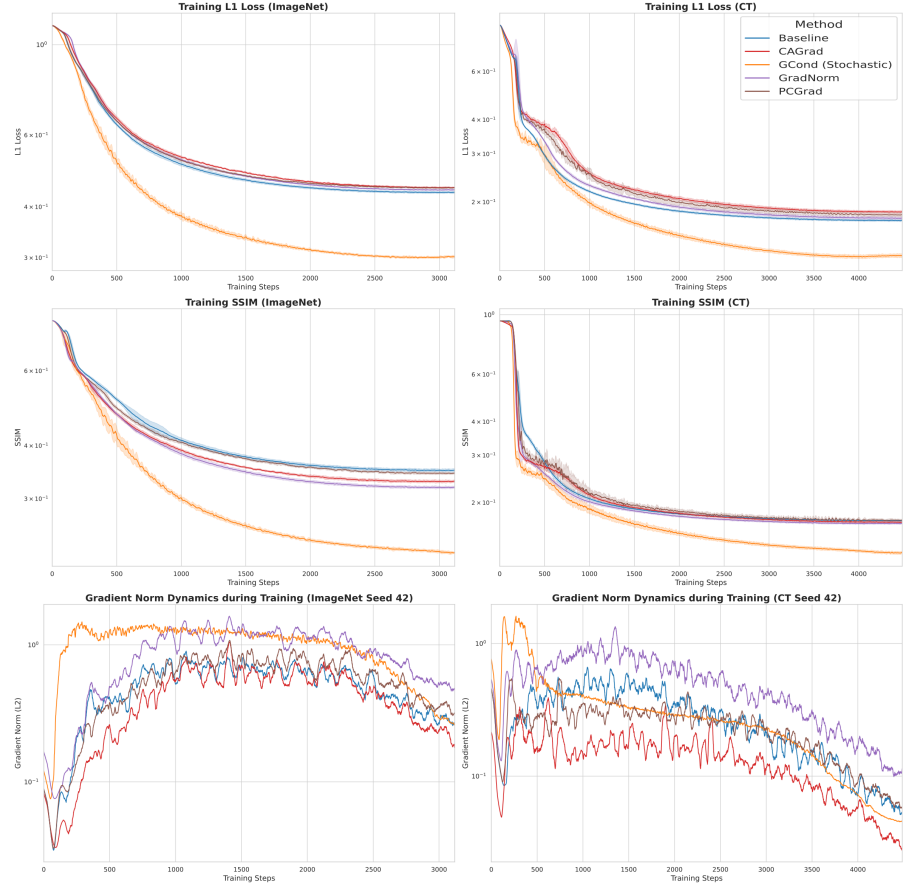 Training L1 Loss (ImageNet)
10⁰
6 × 10⁻¹
4 × 10⁻¹
3 × 10⁻¹
L1 Loss
0 500 1000 1500 2000 2500 3000
Training Steps
Training L1 Loss (CT)
Method
Baseline
CAGrad
GCond (Stochastic)
GradNorm
PCGrad
6 × 10⁻¹
4 × 10⁻¹
3 × 10⁻¹
2 × 10⁻¹
L1 Loss
0 500 1000 1500 2000 2500 3000 3500 4000
Training Steps
Training SSIM (ImageNet)
6 × 10⁻¹
4 × 10⁻¹
3 × 10⁻¹
SSIM
0 500 1000 1500 2000 2500 3000
Training Steps
Training SSIM (CT)
10⁰
6 × 10⁻¹
4 × 10⁻¹
3 × 10⁻¹
2 × 10⁻¹
SSIM
0 500 1000 1500 2000 2500 3000 3500 4000
Training Steps
Gradient Norm Dynamics during Training (ImageNet Seed 42)
10⁰
10⁻¹
Gradient Norm (L2)
0 500 1000 1500 2000 2500 3000
Training Steps
Gradient Norm Dynamics during Training (CT Seed 42)
10⁰
10⁻¹
Gradient Norm (L2)
0 500 1000 1500 2000 2500 3000 3500 4000
Training Steps